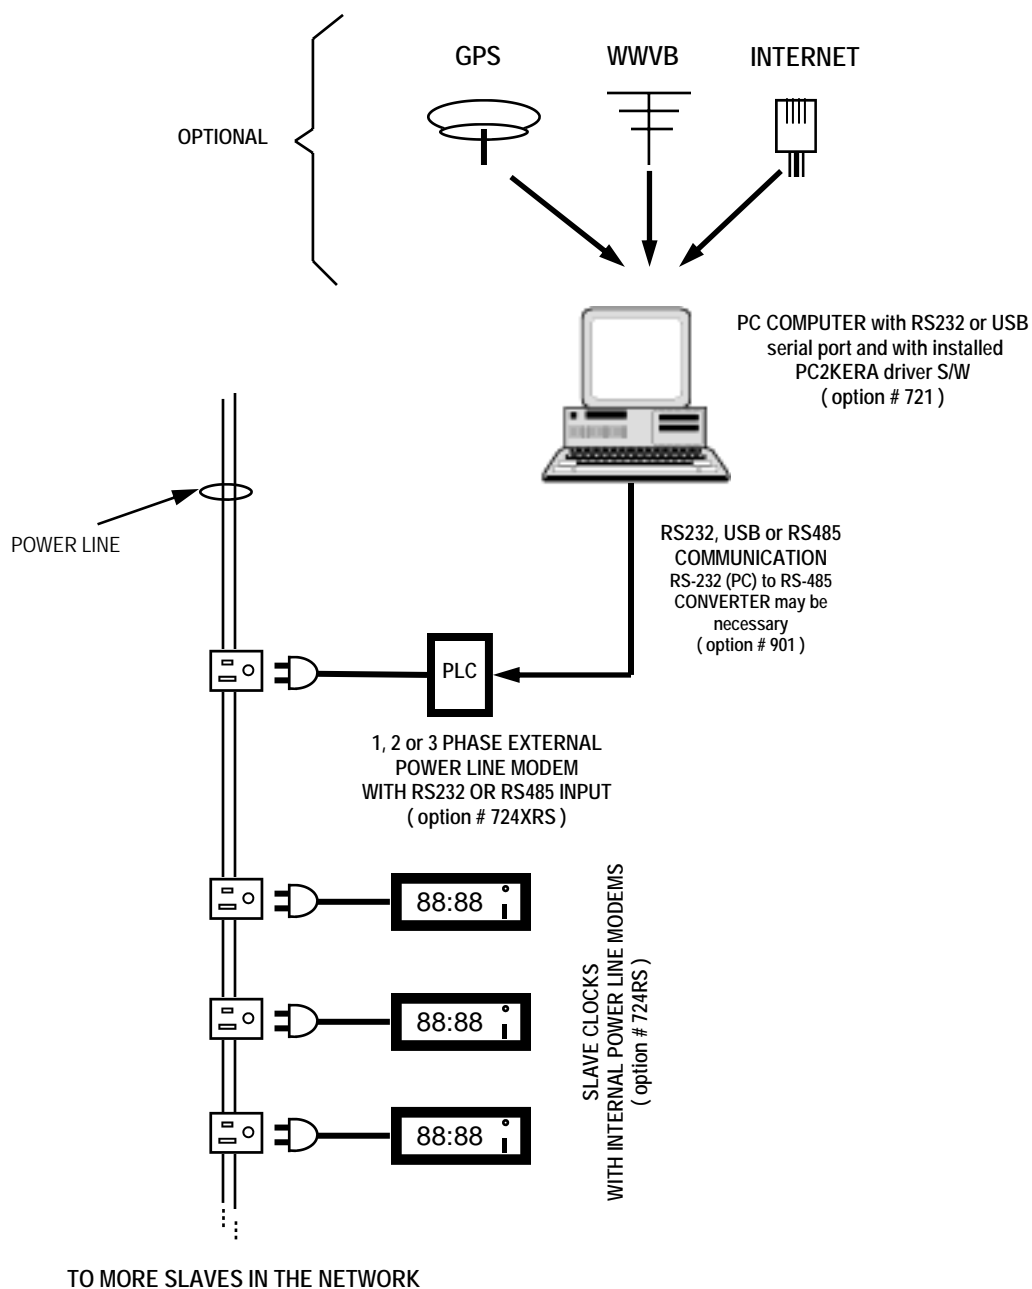 GPS
WWVB
INTERNET
OPTIONAL
PC COMPUTER with RS232 or USB
serial port and with installed
PC2KERA driver S/W
( option # 721 )
POWER LINE
RS232, USB or RS485
COMMUNICATION
RS-232 (PC) to RS-485
CONVERTER may be
necessary
( option # 901 )
PLC
1, 2 or 3 PHASE EXTERNAL
POWER LINE MODEM
WITH RS232 OR RS485 INPUT
( option # 724XRS )
88:88
88:88
88:88
SLAVE CLOCKS
WITH INTERNAL POWER LINE MODEMS
( option # 724RS )
TO MORE SLAVES IN THE NETWORK